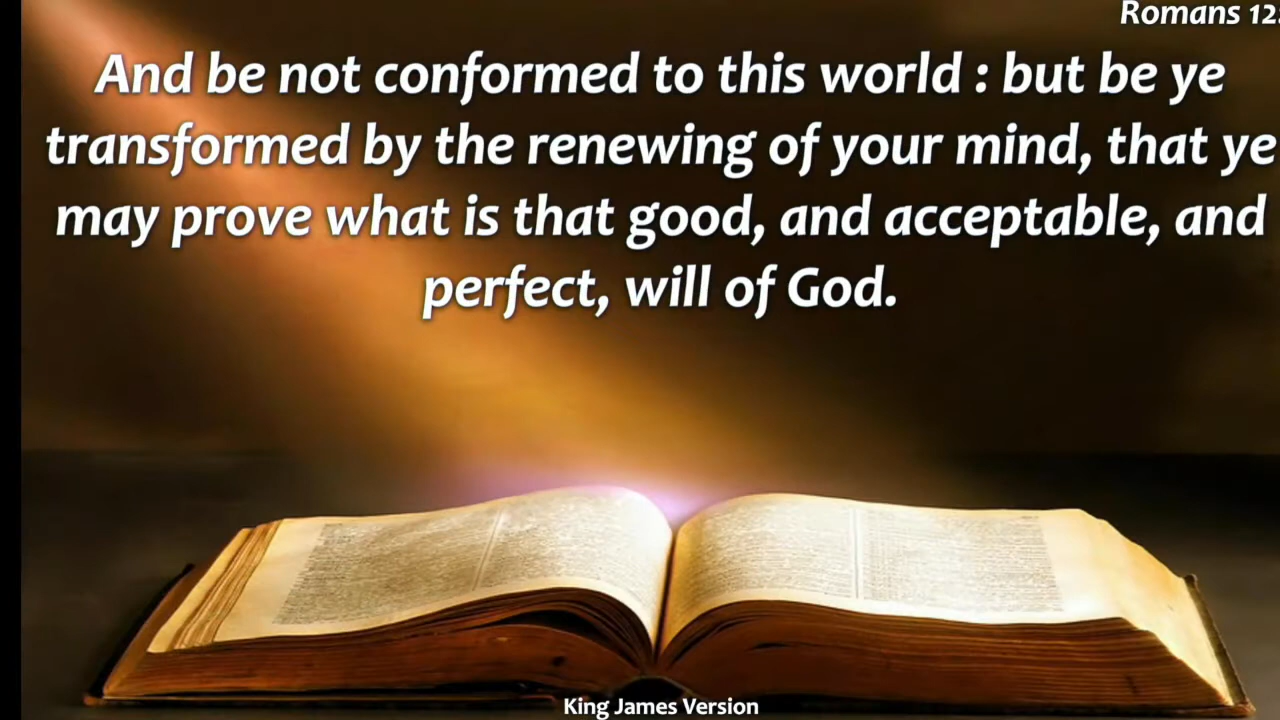 Romans 12:
And be not conformed to this world : but be ye
transformed by the renewing of your mind, that ye
may prove what is that good, and acceptable, and
perfect, will of God.
King James Version